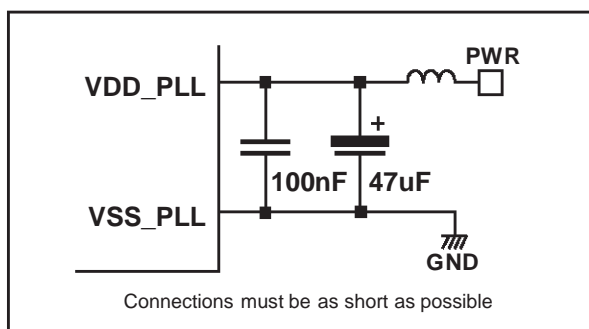 PWR
VDD_PLL
+
100nF
47uF
VSS_PLL
GND
Connections must be as short as possible